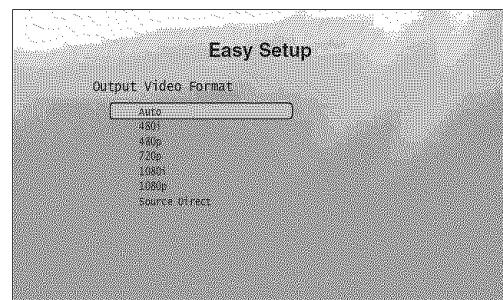 Easy Setup
Output Video Format
Auto
480i
480p
720p
1080i
1080p
Source Direct